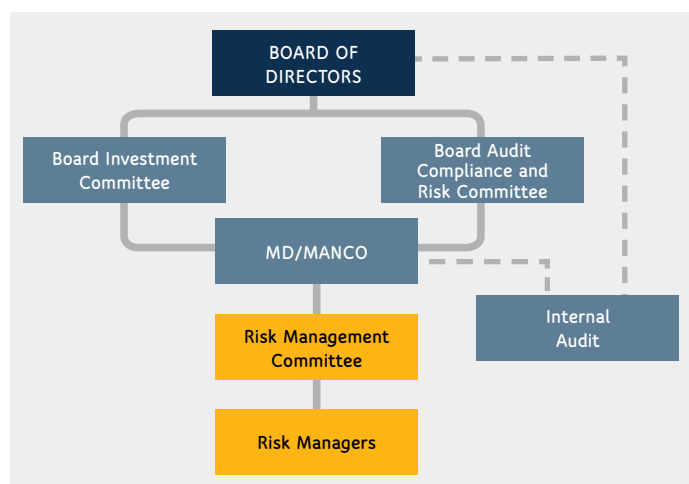 BOARD OF
DIRECTORS
Board Investment
Committee
Board Audit
Compliance and
Risk Committee
MD/MANCO
Internal
Audit
Risk Management
Committee
Risk Managers